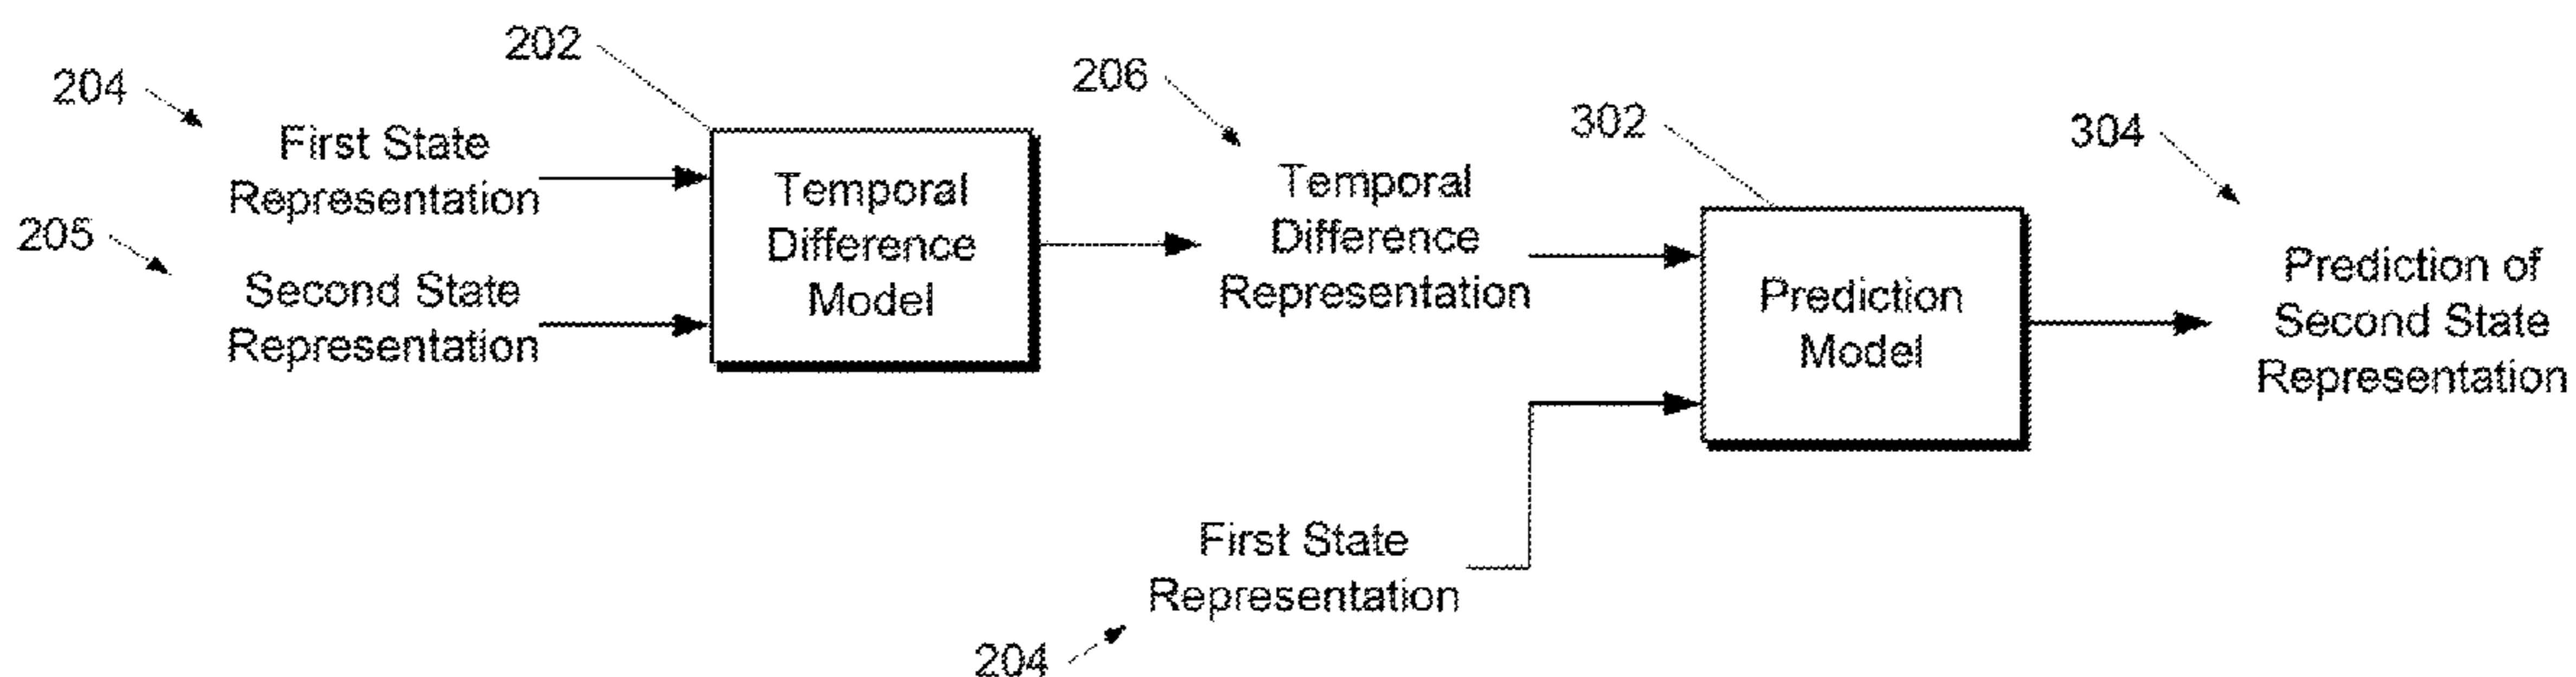 202
204
First State
Representation
205
Second State
Representation
Temporal
Difference
Model
206
Temporal
Difference
Representation
302
Prediction
Model
304
Prediction of
Second State
Representation
First State
Representation
204